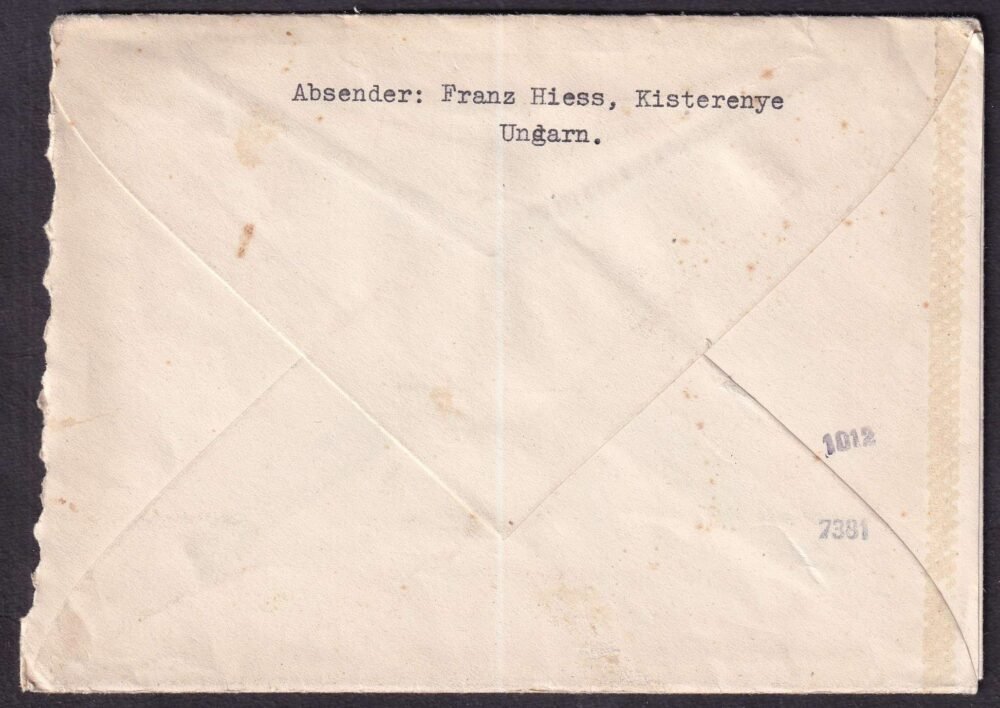 Absender: Franz Hiess, Kisterenye
Ungarn.
1012
7381